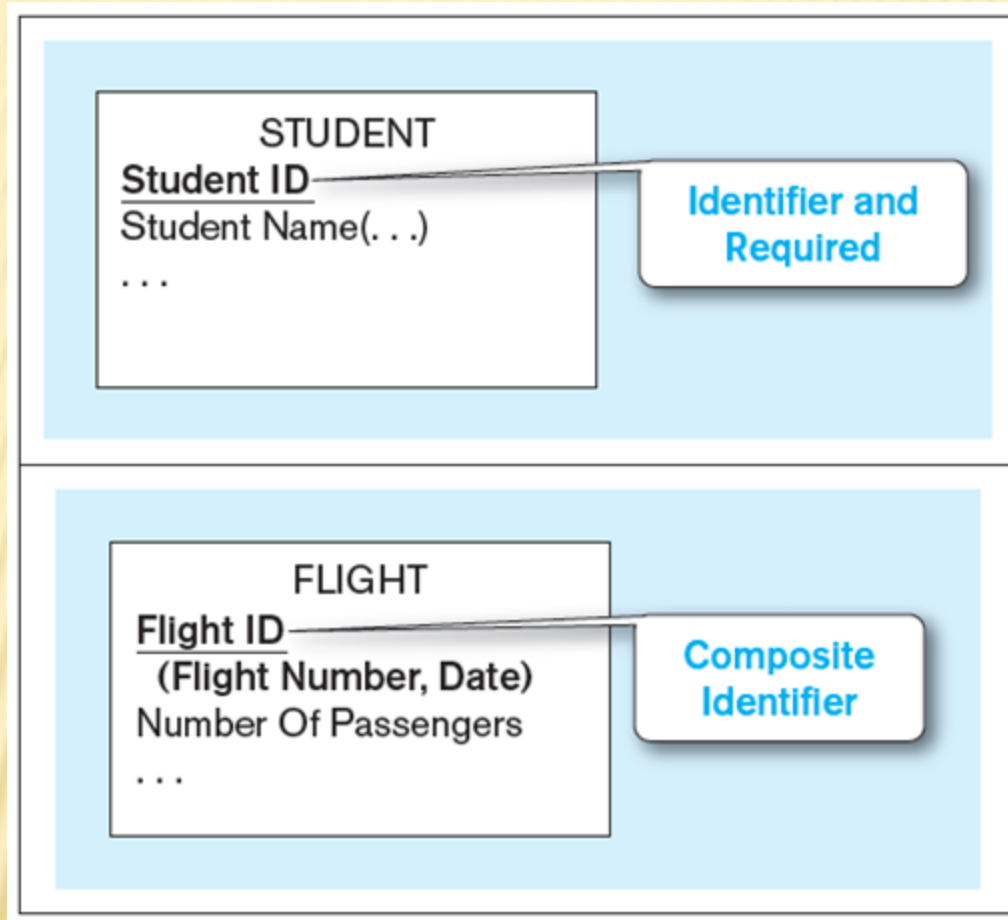 STUDENT
Student ID
Student Name(. . .)
. . .
Identifier and
Required
FLIGHT
Flight ID
(Flight Number, Date)
Number Of Passengers
. . .
Composite
Identifier